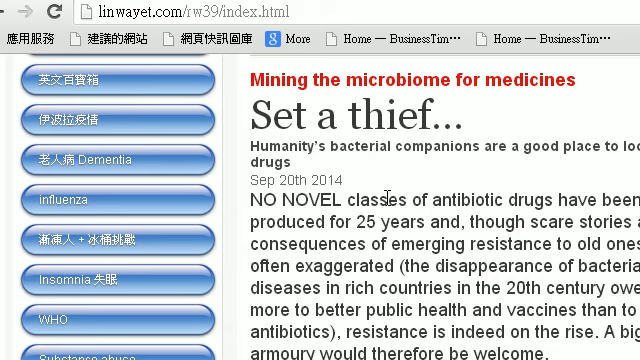 linwayet.com/rw39/index.html
應用服務 建議的網站 網頁快訊圖庫 More Home — BusinessTim… Home — BusinessTim…
英文百寶箱
伊波拉疫情
老人病 Dementia
influenza
漸凍人 + 冰桶挑戰
Insomnia 失眠
WHO
Substance abuse
Mining the microbiome for medicines
Set a thief…
Humanity's bacterial companions are a good place to
drugs
Sep 20th 2014
NO NOVEL classes of antibiotic drugs have been
produced for 25 years and, though scare stories
consequences of emerging resistance to old ones
often exaggerated (the disappearance of bacteria
diseases in rich countries in the 20th century
more to better public health and vaccines than to
antibiotics), resistance is indeed on the rise. A
armoury would therefore be welcome.